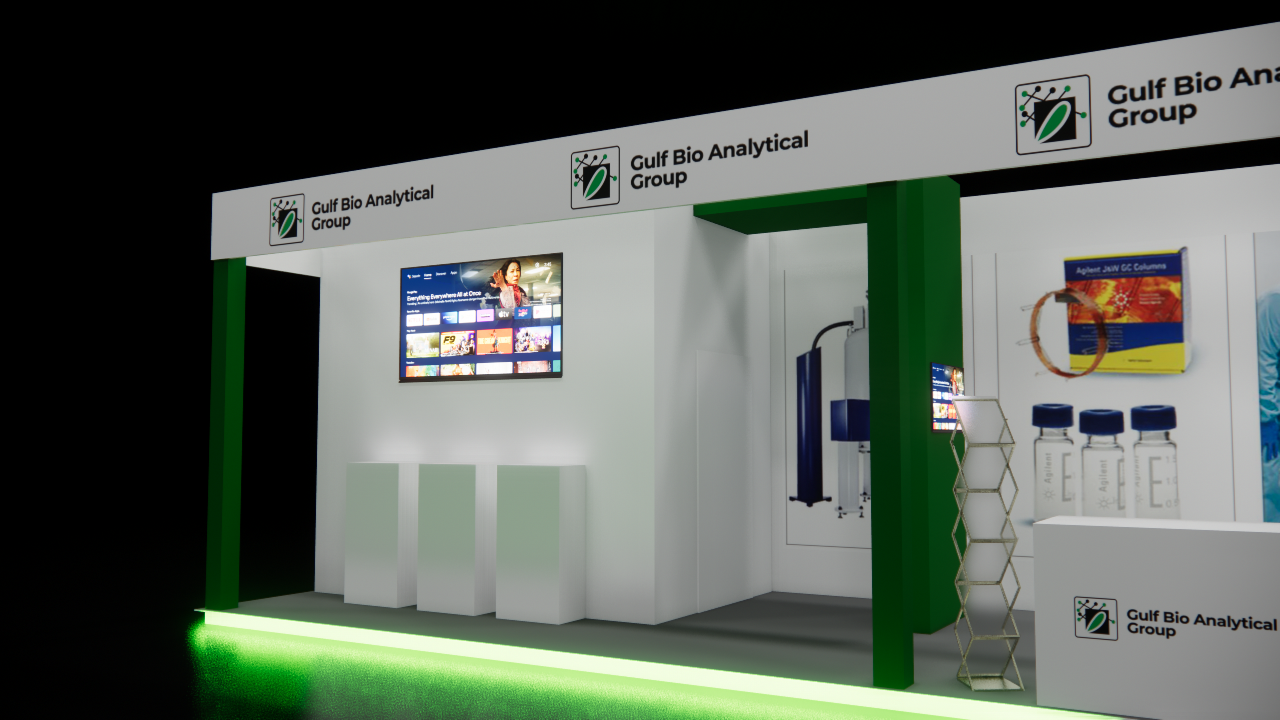 Gulf Bio Analytical
Group
Gulf Bio Analytical
Group
Gulf Bio Ana
Group
Everything Everywhere All at Once
F9
Agilent J&W GC Columns
Agilent
E
Agilent
E
E
Gulf Bio Analytical
Group